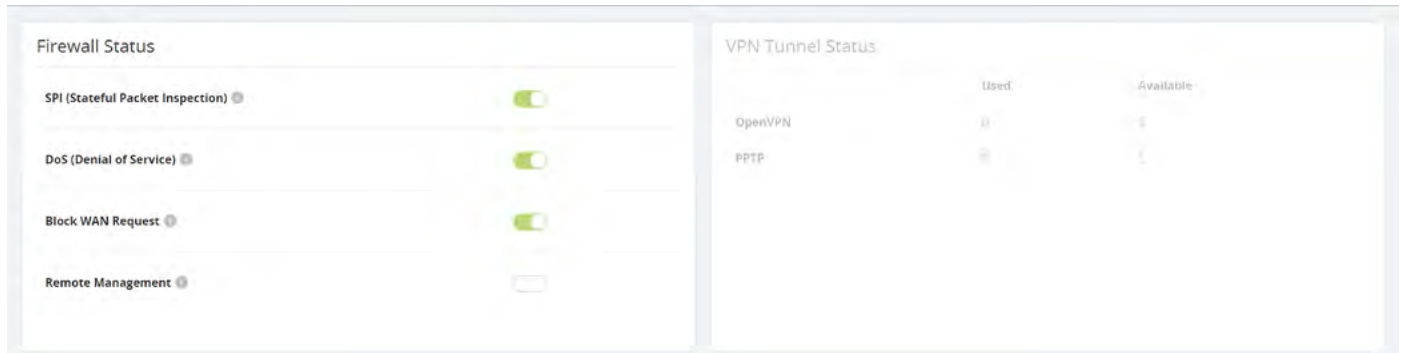 Firewall Status
SPI (Stateful Packet Inspection)
DoS (Denial of Service)
Block WAN Request
Remote Management
VPN Tunnel Status
Used Available
OpenVPN
PPTP